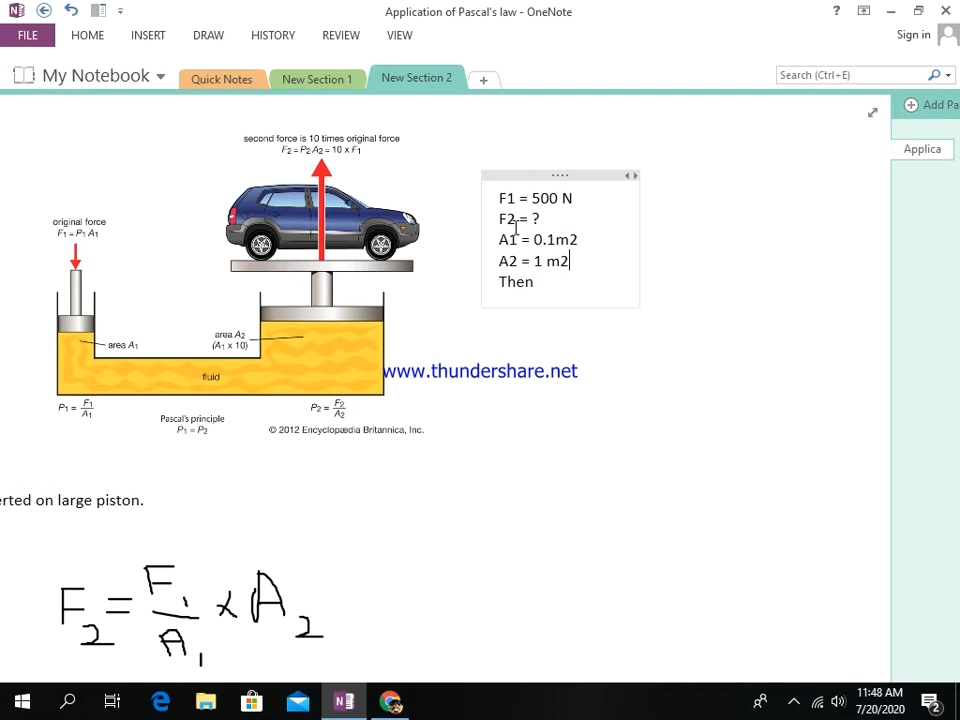 Application of Pascal's law - OneNote
?
FILE
HOME
INSERT
DRAW
HISTORY
REVIEW
VIEW
Sign in
My Notebook
Quick Notes
New Section 1
New Section 2
+
Search (Ctrl+E)
Add Pa
Applica
second force is 10 times original force
F2 = P2 A2 = 10 x F1
original force
F1 = P1 A1
area A1
area A2
(A1 x 10)
fluid
P1 = F1/A1
Pascal's principle
P1 = P2
P2 = F2/A2
© 2012 Encyclopædia Britannica, Inc.
F1 = 500 N
F2 = ?
A1 = 0.1m2
A2 = 1 m2
Then
www.thundershare.net
erted on large piston.
F2 = F1/A1 x A2
11:48 AM
7/20/2020
2